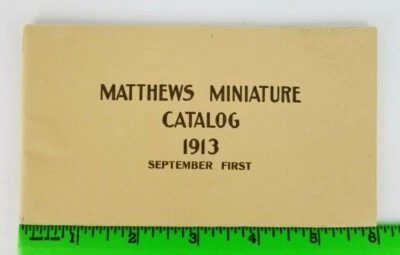 MATTHEWS MINIATURE
CATALOG
1913
SEPTEMBER FIRST
1 2 3 4 5 6